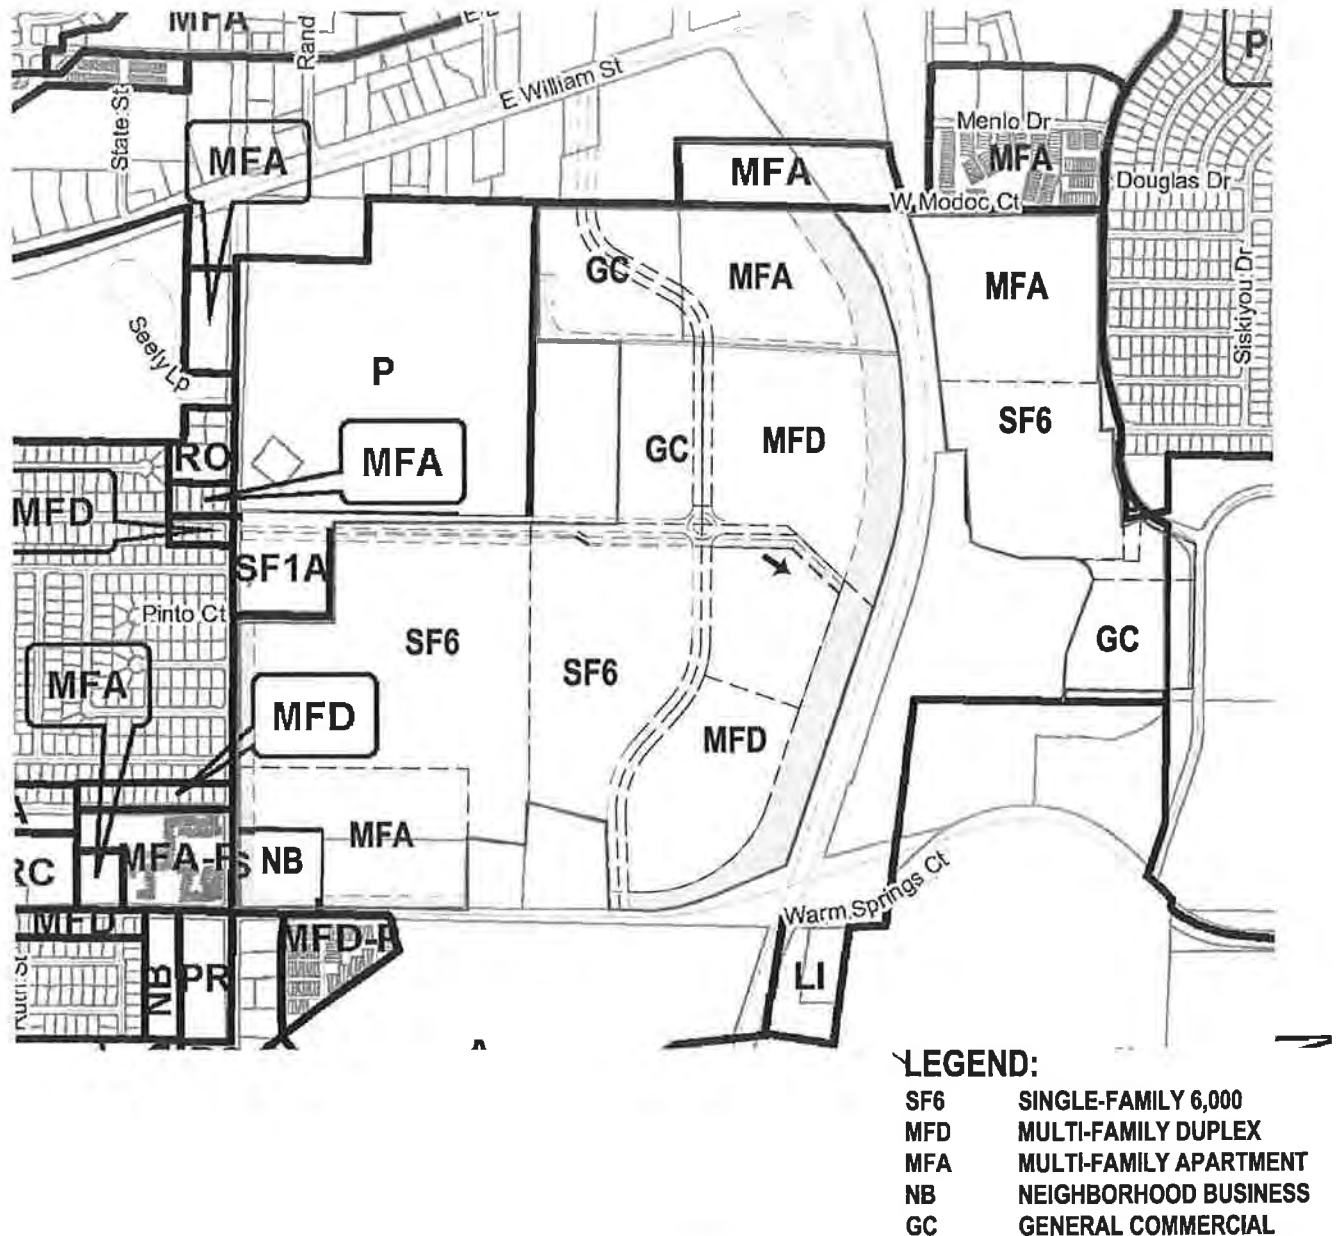 MFA
Rand
E William St
State St
P
Menlo Dr
MFA
MFA
MFA
Douglas Dr
W Modoc Ct
GC
MFA
MFA
Siskiyou Dr
Seely Lp
P
SF6
RO
MFA
GC
MFD
MFD
SF1A
Pinto Ct
SF6
SF6
GC
MFA
MFD
MFD
MFA
MFA-P
NB
RC
S
Warm Springs Ct
MFD
MFD-P
NB
PR
LI
Ruth St
A
LEGEND:
SF6 SINGLE-FAMILY 6,000
MFD MULTI-FAMILY DUPLEX
MFA MULTI-FAMILY APARTMENT
NB NEIGHBORHOOD BUSINESS
GC GENERAL COMMERCIAL